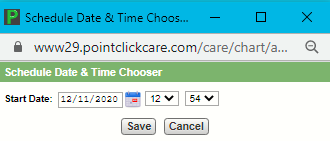 Schedule Date & Time Choos...
www29.pointclickcare.com/care/chart/a...
Schedule Date & Time Chooser
Start Date: 12/11/2020 12 54
Save Cancel